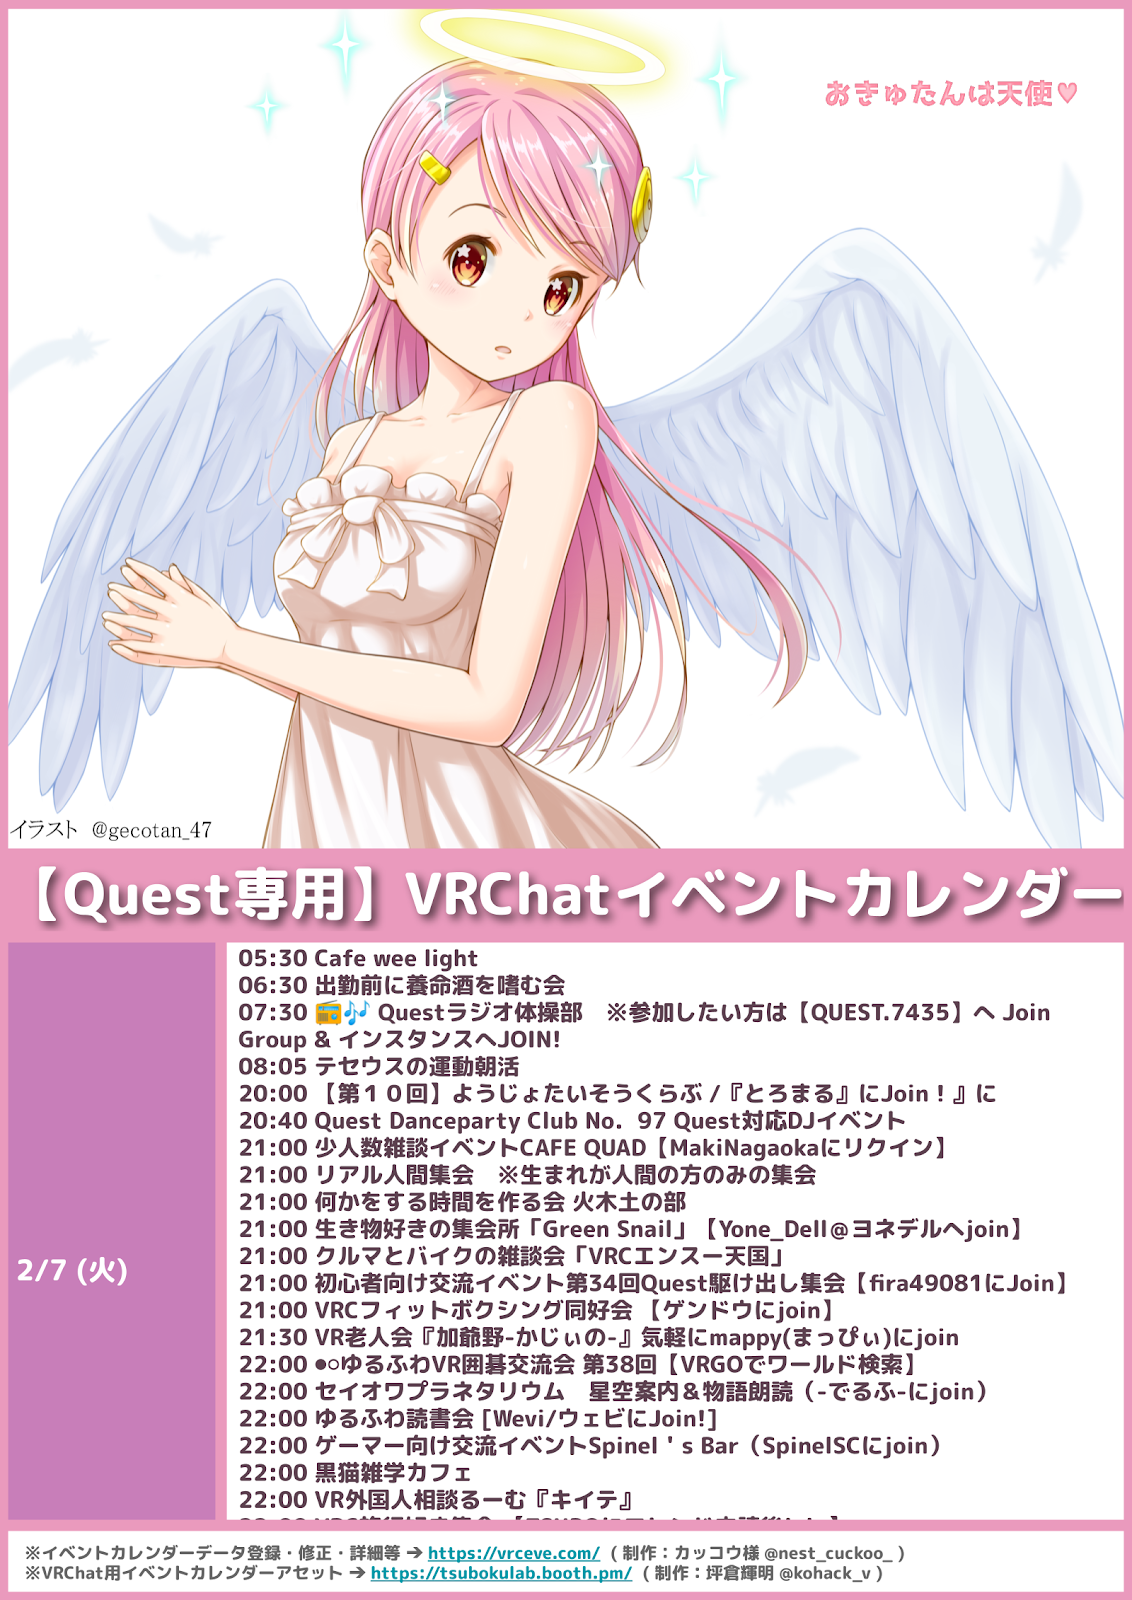 おきゅたんは天使♥
イラスト @gecotan_47
【Quest専用】VRChatイベントカレンダー
2/7 (火)
05:30 Cafe wee light
06:30 出勤前に養命酒を嗜む会
07:30 📻🎶 Questラジオ体操部　※参加したい方は【QUEST.7435】へ Join
Group & インスタンスへJOIN!
08:05 テセウスの運動朝活
20:00 【第１０回】ようじょたいそうくらぶ /『とろまる』にJoin！』に
20:40 Quest Danceparty Club No. 97 Quest対応DJイベント
21:00 少人数雑談イベントCAFE QUAD【MakiNagaokaにリクイン】
21:00 リアル人間集会　※生まれが人間の方のみの集会
21:00 何かをする時間を作る会 火木土の部
21:00 生き物好きの集会所「Green Snail」【Yone_Dell＠ヨネデルへjoin】
21:00 クルマとバイクの雑談会「VRCエンスー天国」
21:00 初心者向け交流イベント第34回Quest駆け出し集会【fira49081にJoin】
21:00 VRCフィットボクシング同好会 【ゲンドウにjoin】
21:30 VR老人会『加爺野-かじぃの-』気軽にmappy(まっぴぃ)にjoin
22:00 ●○ゆるふわVR囲碁交流会 第38回【VRGOでワールド検索】
22:00 セイオワプラネタリウム　星空案内＆物語朗読（-でるふ-にjoin）
22:00 ゆるふわ読書会 [Wevi/ウェビにJoin!]
22:00 ゲーマー向け交流イベントSpinel＇s Bar（SpinelSCにjoin）
22:00 黒猫雑学カフェ
22:00 VR外国人相談るーむ『キイテ』
※イベントカレンダーデータ登録・修正・詳細等 ➔ https://vrceve.com/ （ 制作：カッコウ様 @nest_cuckoo_ ）
※VRChat用イベントカレンダーアセット ➔ https://tsubokulab.booth.pm/ （ 制作：坪倉輝明 @kohack_v ）